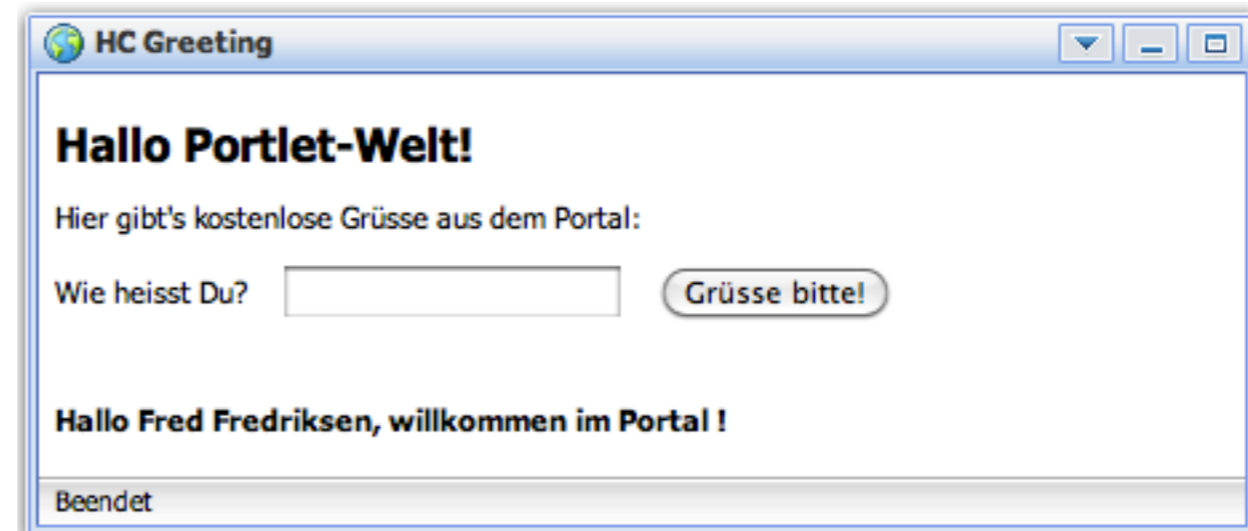 HC Greeting
Hallo Portlet-Welt!
Hier gibt's kostenlose Grüsse aus dem Portal:
Wie heisst Du? Grüsse bitte!
Hallo Fred Fredriksen, willkommen im Portal !
Beendet